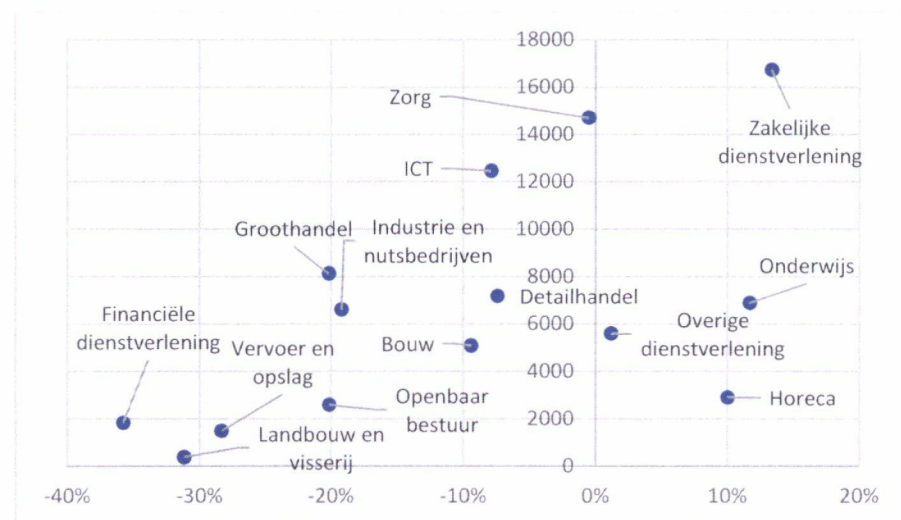 18000
16000
14000
12000
10000
8000
6000
4000
2000
0
Zorg
Zakelijke
dienstverlening
ICT
Groothandel
Industrie en
nutsbedrijven
Onderwijs
Detailhandel
Financiële
dienstverlening
Overige
dienstverlening
Vervoer en
opslag
Bouw
Openbaar
bestuur
Horeca
Landbouw en
visserij
-40%
-30%
-20%
-10%
0%
10%
20%